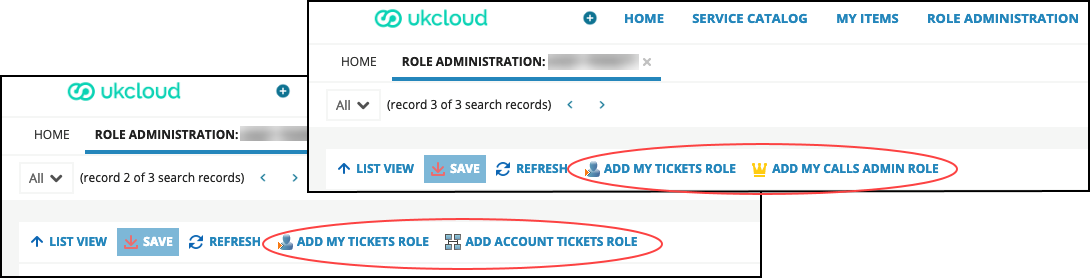 ukcloud
HOME SERVICE CATALOG MY ITEMS ROLE ADMINISTRATION
HOME ROLE ADMINISTRATION:
All (record 3 of 3 search records)
LIST VIEW SAVE REFRESH ADD MY TICKETS ROLE ADD MY CALLS ADMIN ROLE
ukcloud
HOME ROLE ADMINISTRATION:
All (record 2 of 3 search records)
LIST VIEW SAVE REFRESH ADD MY TICKETS ROLE ADD ACCOUNT TICKETS ROLE